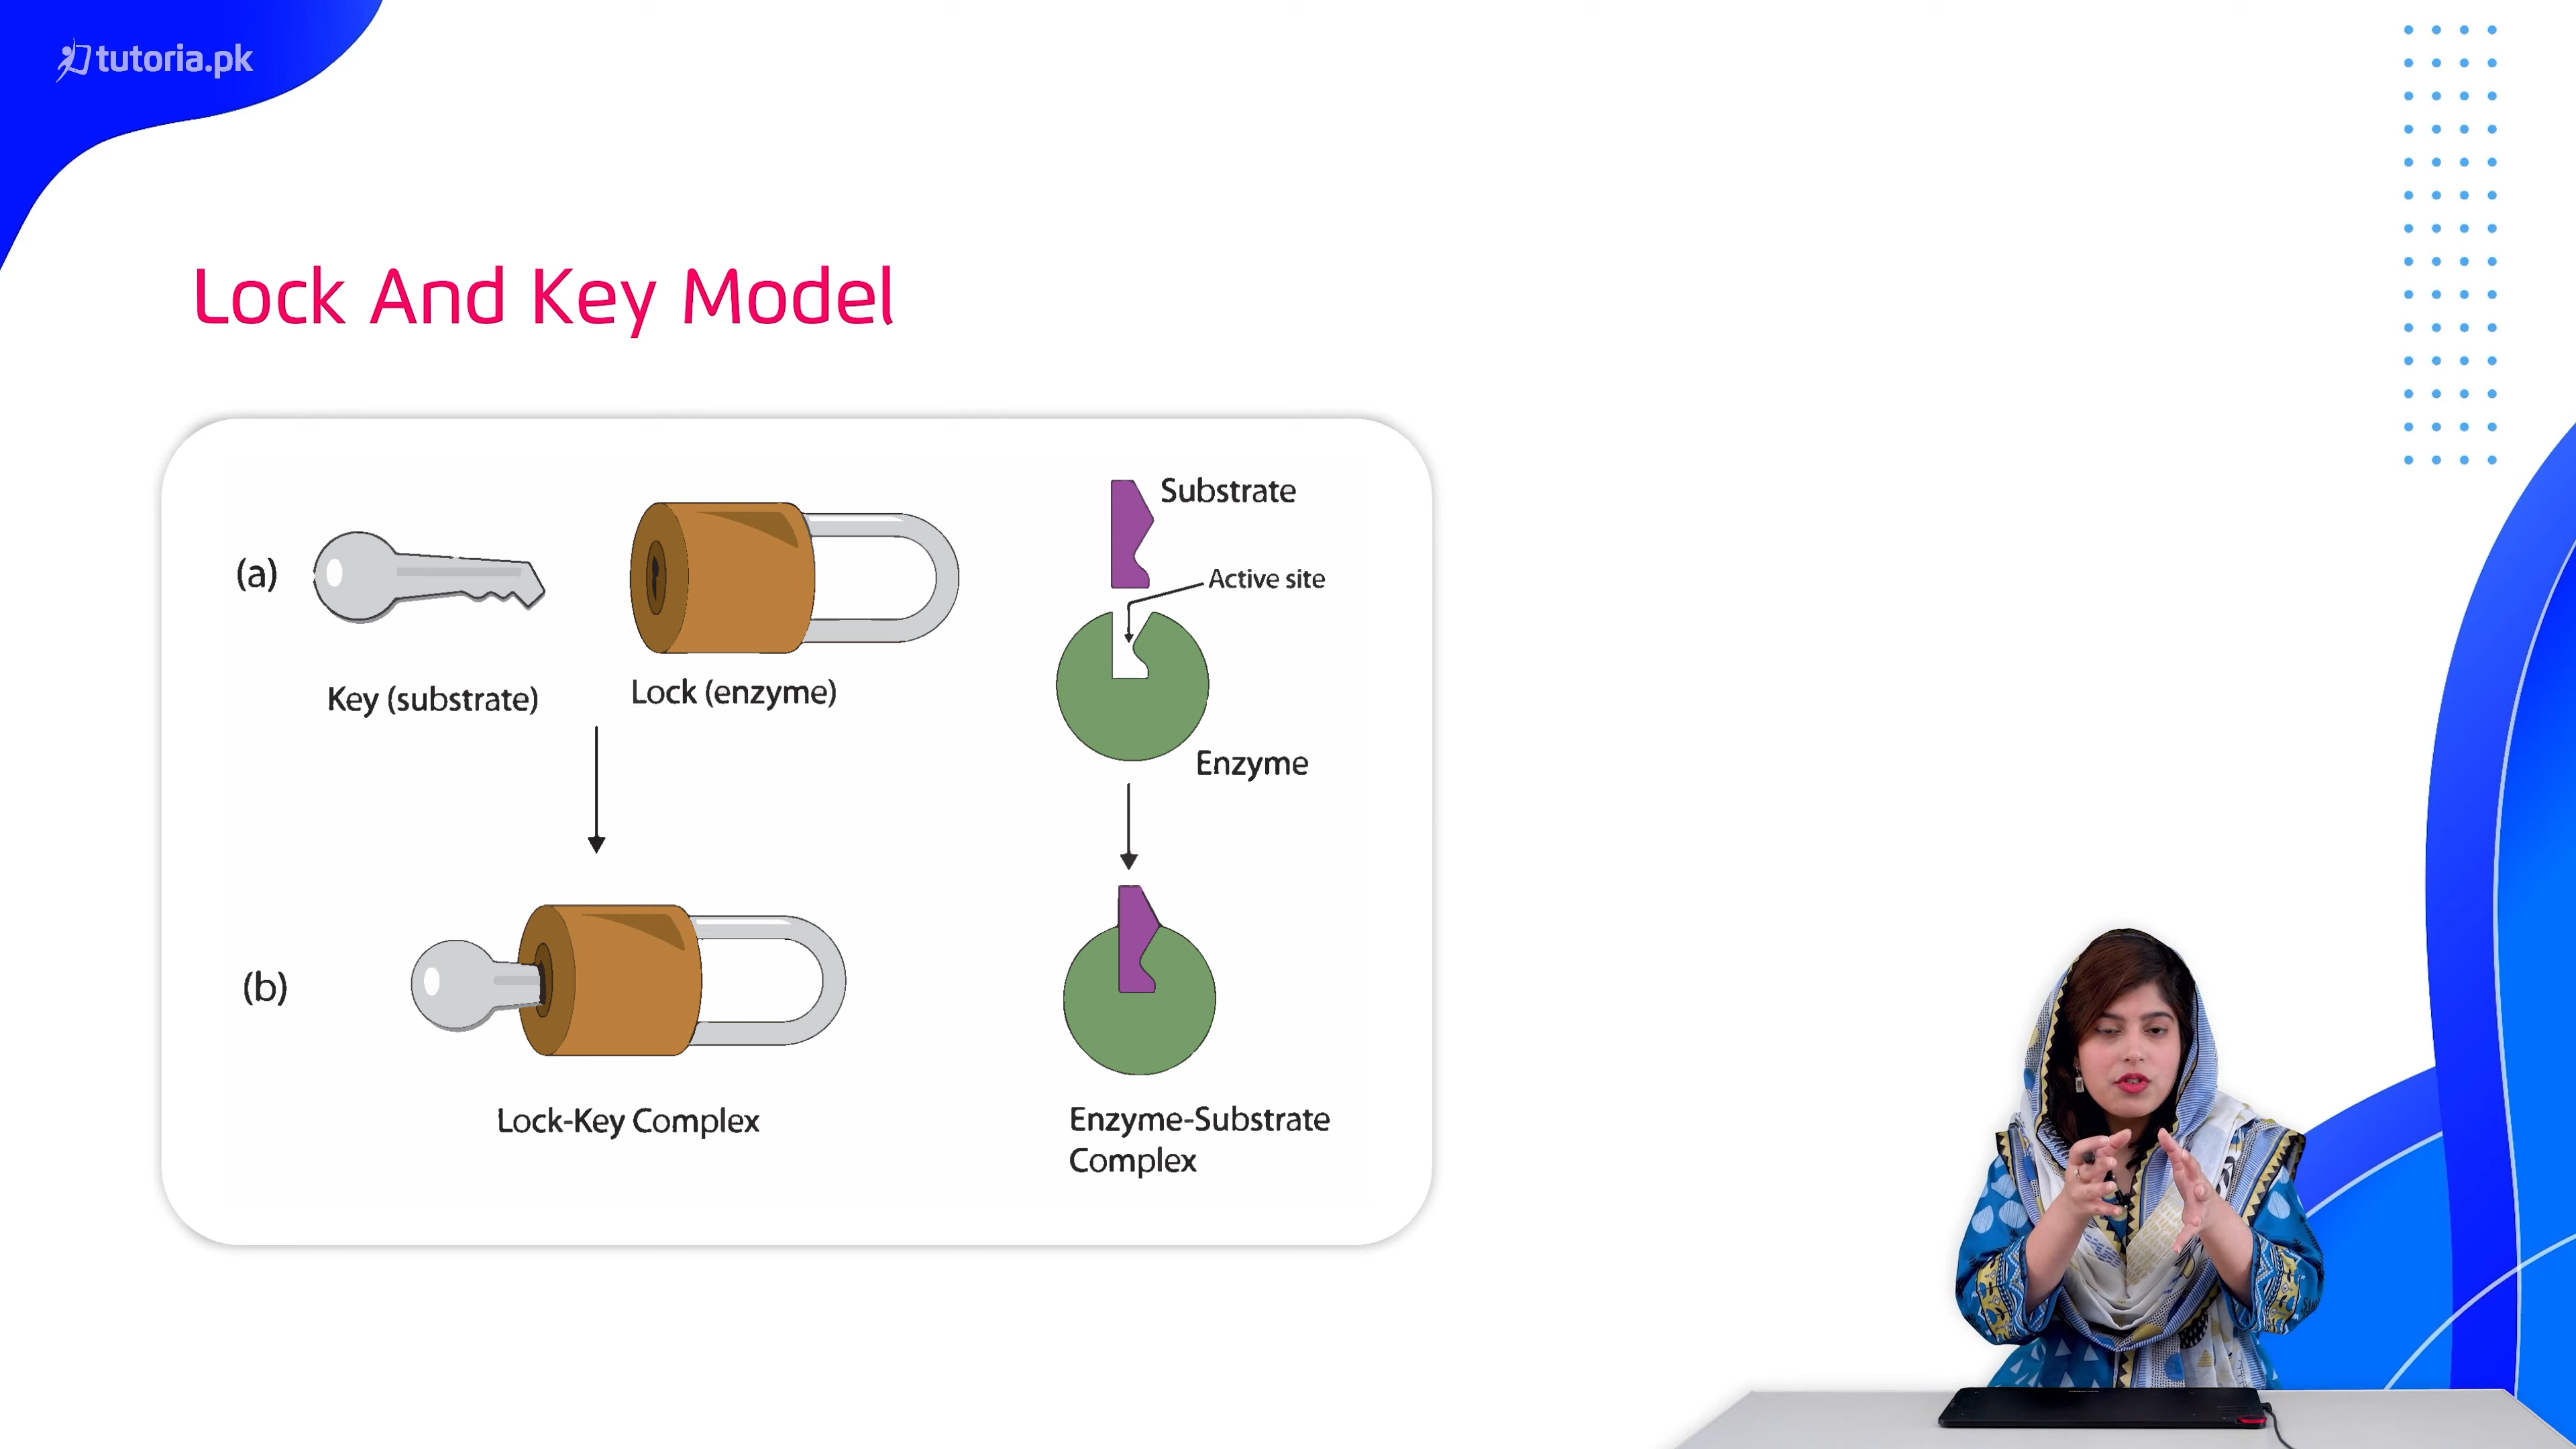 tutoria.pk
Lock And Key Model
(a)
Key (substrate)
Lock (enzyme)
Substrate
Active site
Enzyme
(b)
Lock-Key Complex
Enzyme-Substrate
Complex